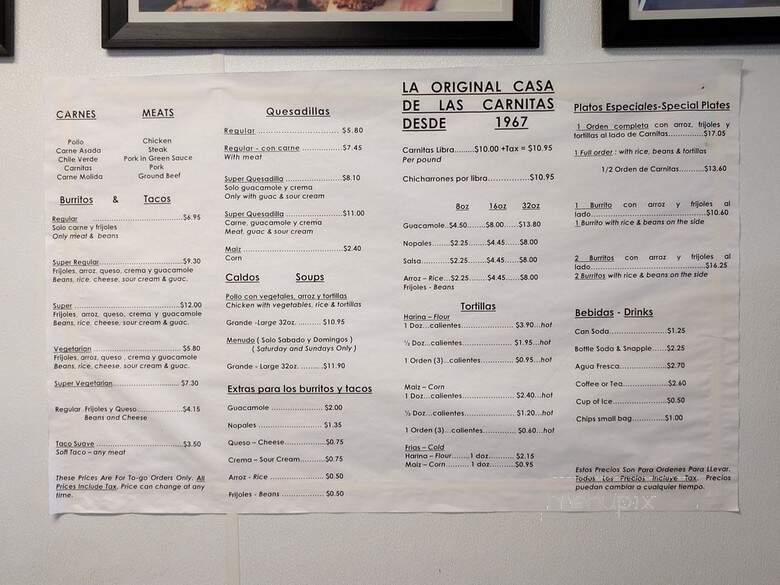 CARNES MEATS
Pollo Chicken
Carne Asada Steak
Chile Verde Pork in Green Sauce
Carnitas Pork
Carne Molida Ground Beef
Burritos & Tacos
Regular ...$6.95
Solo carne y frijoles
Only meat & beans
Super Regular ...$9.30
Frijoles, arroz, queso, crema y guacamole
Beans, rice, cheese, sour cream & guac.
Super ...$12.00
Frijoles, arroz, queso, crema y guacamole
Beans, rice, cheese, sour cream & guac.
Vegetarian ...$5.80
Frijoles, arroz, queso, crema y guacamole
Beans, rice, cheese, sour cream & guac.
Super Vegetarian ...$7.30
Regular Frijoles y Queso...$4.15
Beans and Cheese
Taco Suave ...$3.50
Soft Taco – any meat
These Prices Are For To-go Orders Only. All
Prices Include Tax. Price can change at any
time.
Quesadillas
Regular ... $5.80
Regular - con carne ...$7.45
With meat
Super Quesadilla ...$8.10
Solo guacamole y crema
Only with guac & sour cream
Super Quesadilla ...$11.00
Carne, guacamole y crema
Meat, guac & sour cream
Maiz ...$2.40
Corn
Caldos Soups
Pollo con vegetales, arroz y tortillas
Chicken with vegetables, rice & tortillas
Grande -Large 32oz. ... $10.95
Menudo ( Solo Sabado y Domingos )
( Saturday and Sundays Only )
Grande - Large 32oz. ...$11.90
Extras para los burritos y tacos
Guacamole ... $2.00
Nopales ... $1.35
Queso – Cheese...$0.75
Crema – Sour Cream...$0.75
Arroz - Rice ... $0.50
Frijoles - Beans ... $0.50
LA ORIGINAL CASA
DE LAS CARNITAS
DESDE 1967
Carnitas Libra...$10.00 +Tax = $10.95
Per pound
Chicharrones por libra...$10.95
8oz 16oz 32oz
Guacamole..$4.50...$8.00...$13.80
Nopales...$2.25...$4.45...$8.00
Salsa...$2.25...$4.45...$8.00
Arroz - Rice...$2.25...$4.45...$8.00
Frijoles - Beans
Tortillas
Harina – Flour
1 Doz...calientes...$3.90...hot
½ Doz...calientes...$1.95...hot
1 Orden (3)...calientes...$0.95...hot
Maiz – Corn
1 Doz...calientes...$2.40...hot
½ Doz...calientes...$1.20...hot
1 Orden (3)...calientes...$0.60...hot
Frias – Cold
Harina – Flour...1 doz...$2.15
Maiz – Corn...1 doz...$0.95
Platos Especiales-Special Plates
1 Orden completa con arroz, frijoles y
tortillas al lado de Carnitas...$17.05
1 Full order : with rice, beans & tortillas
1/2 Orden de Carnitas...$13.60
1 Burrito con arroz y frijoles al
lado...$10.60
1 Burrito with rice & beans on the side
2 Burritos con arroz y frijoles al
lado...$16.25
2 Burritos with rice & beans on the side
Bebidas - Drinks
Can Soda...$1.25
Bottle Soda & Snapple...$2.25
Agua Fresca...$2.70
Coffee or Tea...$2.60
Cup of Ice...$0.50
Chips small bag...$1.00
Estos Precios Son Para Ordenes Para Llevar.
Todos Los Precios Incluye Tax. Precios
puedan cambiar a cualquier tiempo.